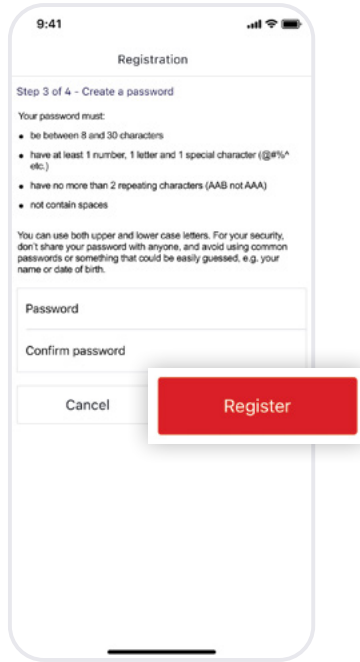 9:41
Registration
Step 3 of 4 - Create a password
Your password must:
• be between 8 and 30 characters
• have at least 1 number, 1 letter and 1 special character (@#%^
etc.)
• have no more than 2 repeating characters (AAB not AAA)
• not contain spaces
You can use both upper and lower case letters. For your security,
don't share your password with anyone, and avoid using common
passwords or something that could be easily guessed, e.g. your
name or date of birth.
Password
Confirm password
Cancel
Register